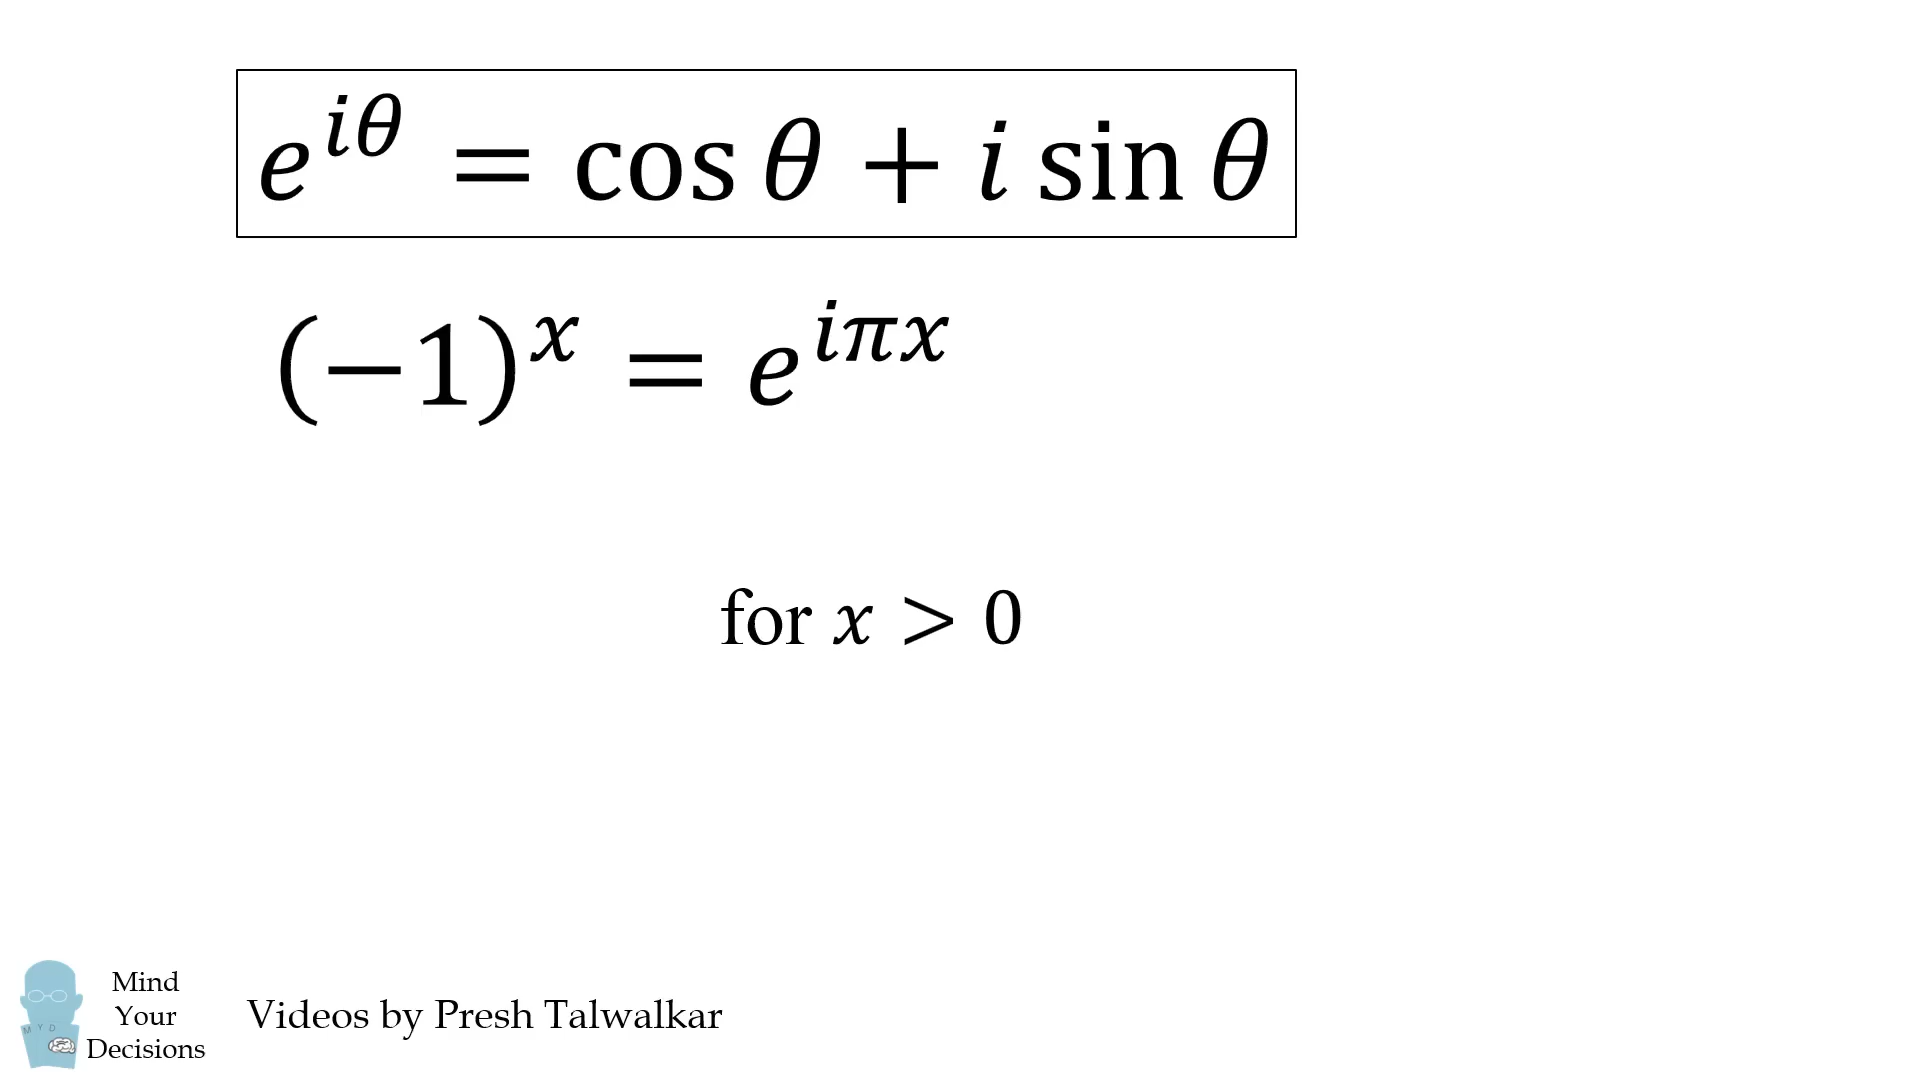 e^{iθ} = cos θ + i sin θ
(−1)^x = e^{iπx}
for x > 0
M Y D
Mind
Your
Decisions
Videos by Presh Talwalkar